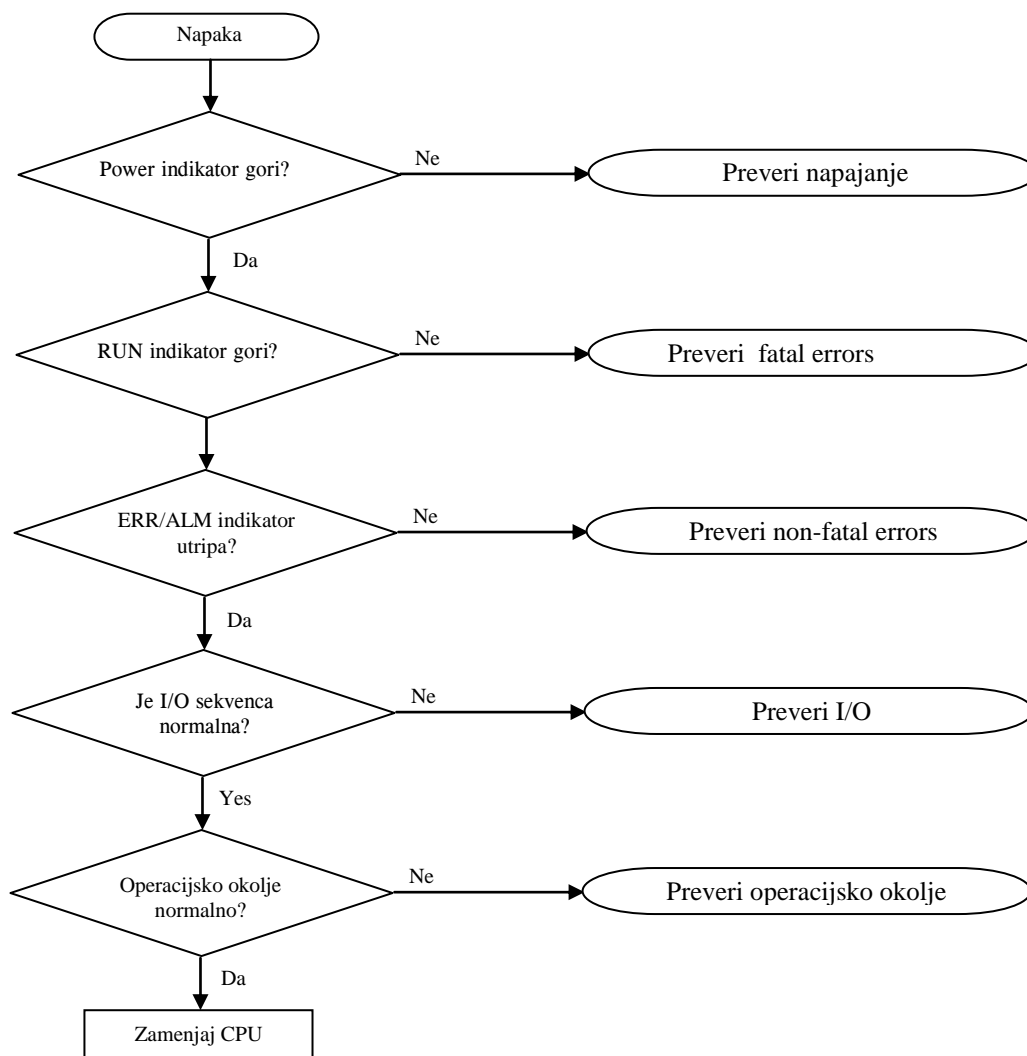 Napaka
Power indikator gori?
Ne
Preveri napajanje
Da
RUN indikator gori?
Ne
Preveri fatal errors
ERR/ALM indikator
utripa?
Ne
Preveri non-fatal errors
Da
Je I/O sekvenca
normalna?
Ne
Preveri I/O
Yes
Operacijsko okolje
normalno?
Ne
Preveri operacijsko okolje
Da
Zamenjaj CPU